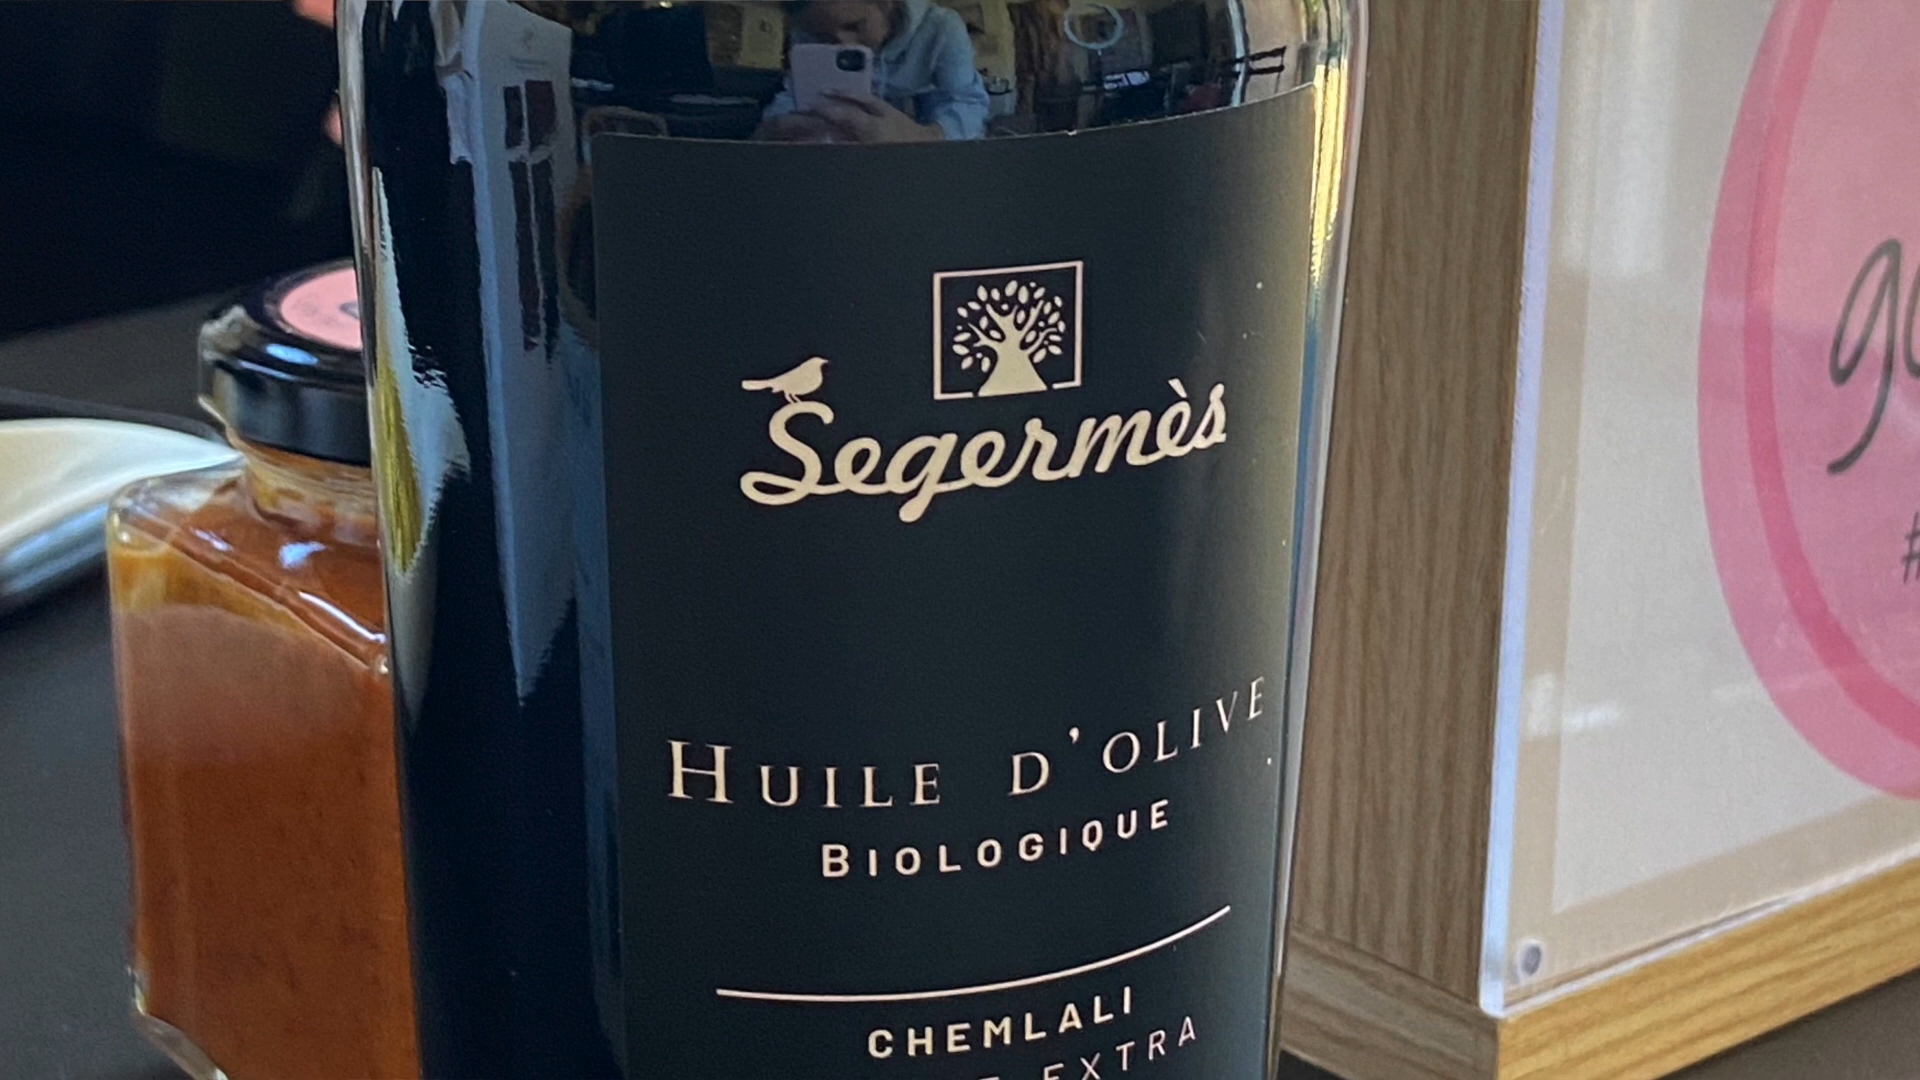 Segermès
HUILE D'OLIVE
BIOLOGIQUE
CHEMLALI
EXTRA
#